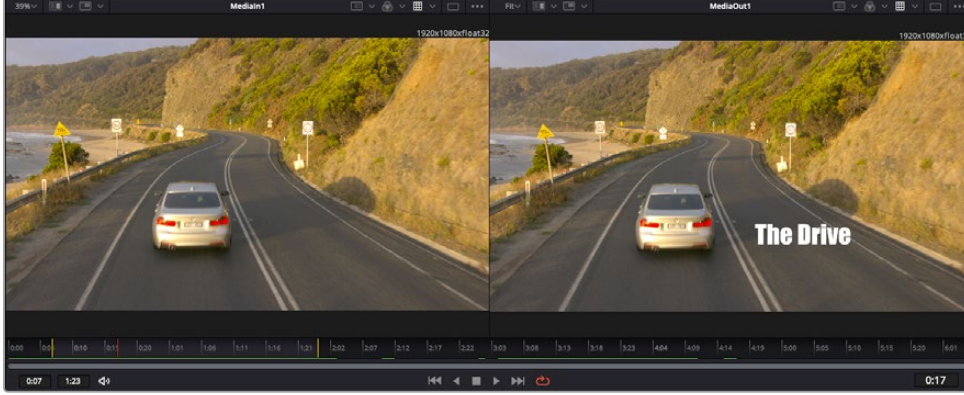 39% MediaIn1 Fit MediaOut1
1920x1080xfloat32 1920x1080xfloat
The Drive
0:00 0:10 0:20 1:01 1:06 1:11 1:16 1:21 2:02 2:07 2:12 2:17 2:22 3:03 3:08 3:13 3:18 3:23 4:04 4:09 4:14 4:19 5:00 5:05 5:10 5:15 5:20 6:01
0:07 1:23 0:17